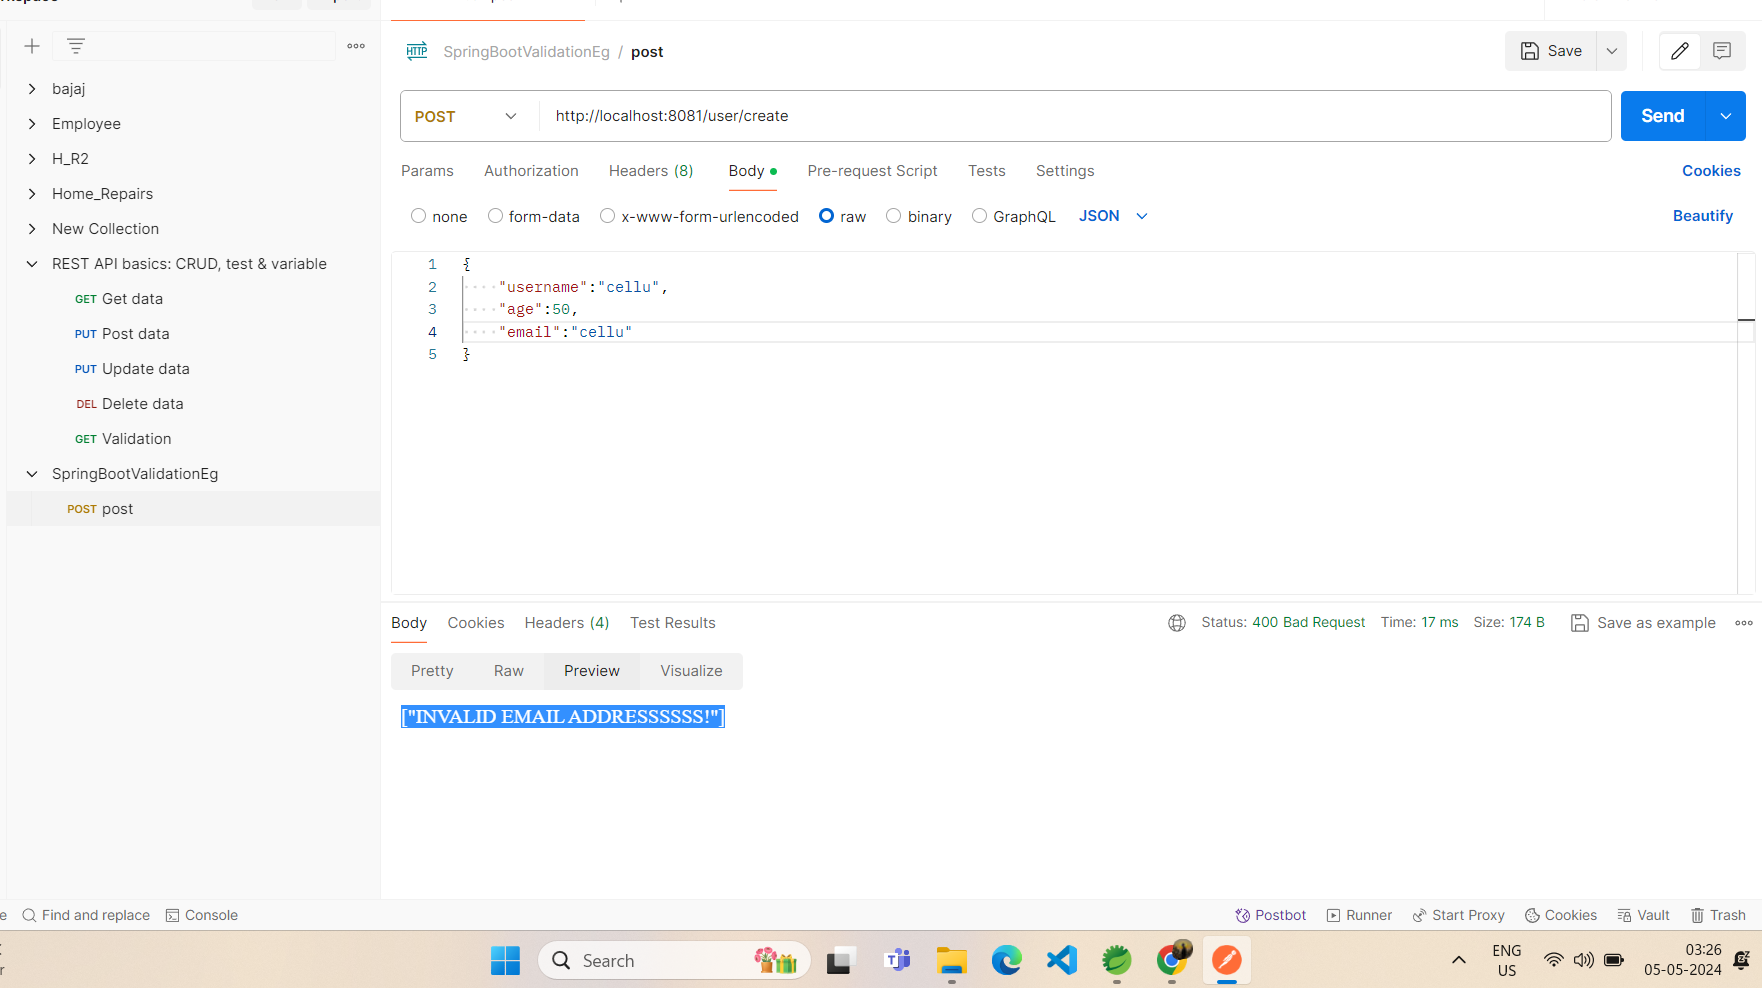 SpringBootValidationEg / post
Save
bajaj
Employee
H_R2
Home_Repairs
New Collection
REST API basics: CRUD, test & variable
GET Get data
PUT Post data
PUT Update data
DEL Delete data
GET Validation
SpringBootValidationEg
POST post
HTTP
POST http://localhost:8081/user/create Send
Params Authorization Headers (8) Body Pre-request Script Tests Settings Cookies
none form-data x-www-form-urlencoded raw binary GraphQL JSON Beautify
1 {
2 "username":"cellu",
3 "age":50,
4 "email":"cellu"
5 }
Body Cookies Headers (4) Test Results Status: 400 Bad Request Time: 17 ms Size: 174 B Save as example
Pretty Raw Preview Visualize
["INVALID EMAIL ADDRESSSSSS!"]
Find and replace Console Postbot Runner Start Proxy Cookies Vault Trash
Search
ENG
US
03:26
05-05-2024